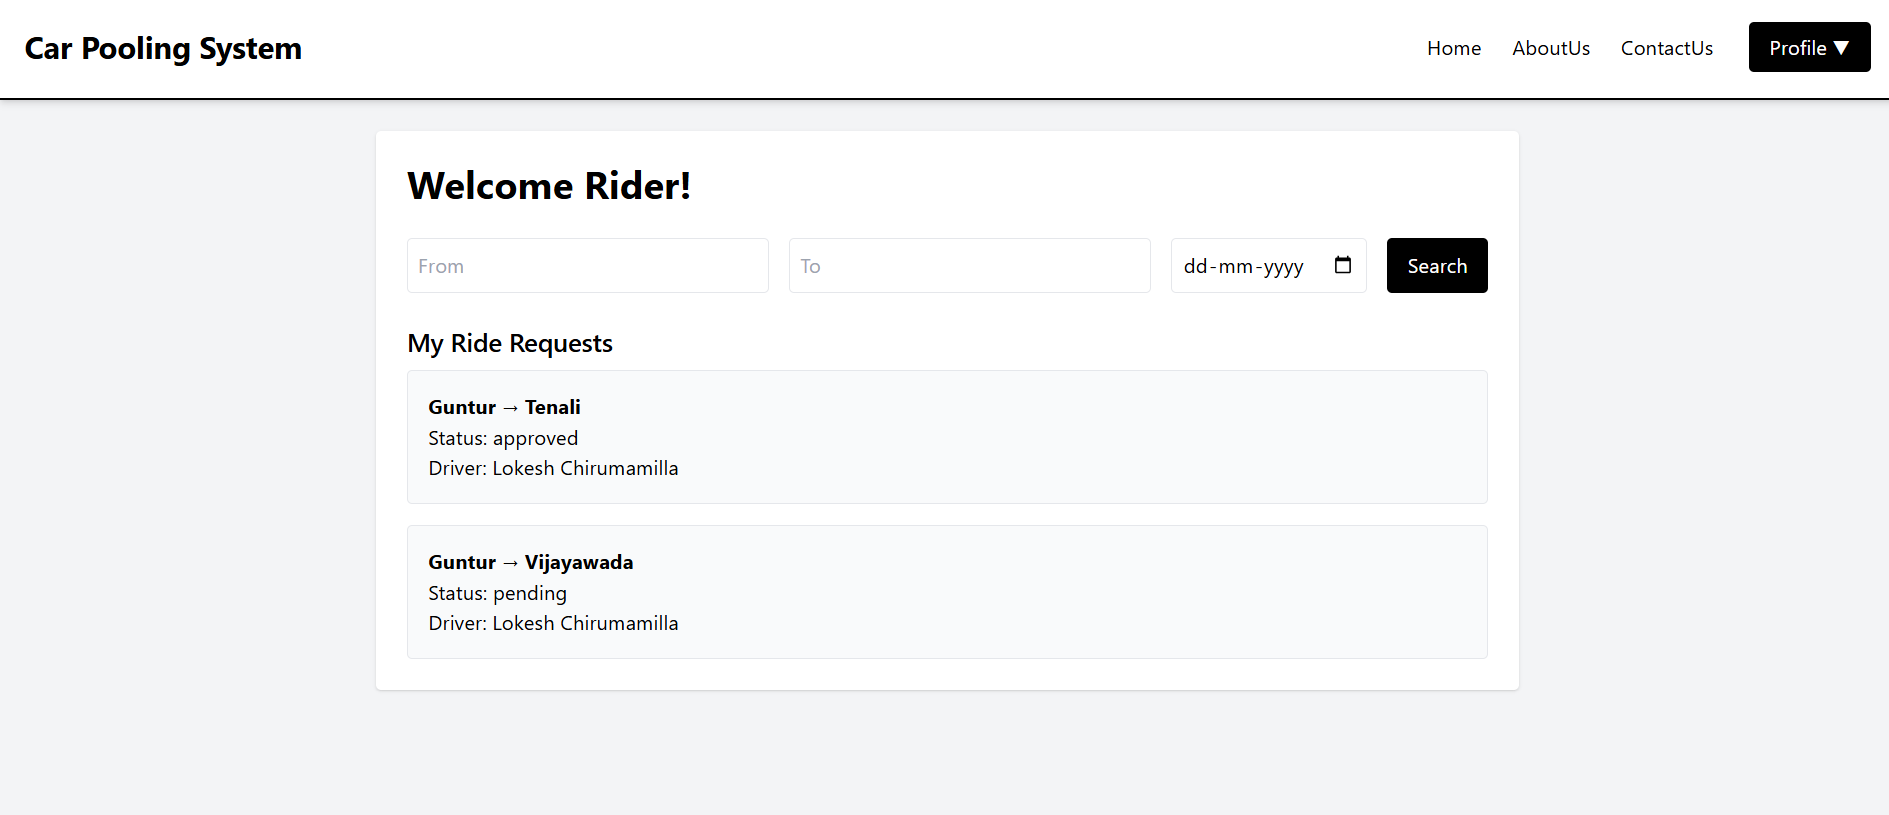 Car Pooling System
Home AboutUs ContactUs Profile ▼
Welcome Rider!
From To dd-mm-yyyy Search
My Ride Requests
Guntur → Tenali
Status: approved
Driver: Lokesh Chirumamilla
Guntur → Vijayawada
Status: pending
Driver: Lokesh Chirumamilla